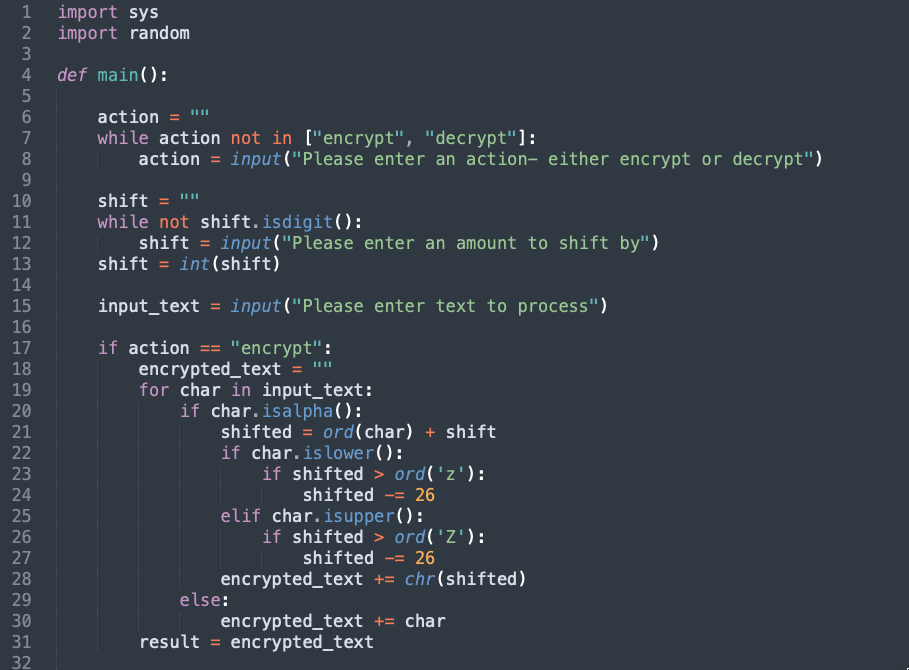 1 import sys
2 import random
3
4 def main():
5
6     action = ""
7     while action not in ["encrypt", "decrypt"]:
8         action = input("Please enter an action- either encrypt or decrypt")
9
10     shift = ""
11     while not shift.isdigit():
12         shift = input("Please enter an amount to shift by")
13     shift = int(shift)
14
15     input_text = input("Please enter text to process")
16
17     if action == "encrypt":
18         encrypted_text = ""
19         for char in input_text:
20             if char.isalpha():
21                 shifted = ord(char) + shift
22                 if char.islower():
23                     if shifted > ord('z'):
24                         shifted -= 26
25                 elif char.isupper():
26                     if shifted > ord('Z'):
27                         shifted -= 26
28                 encrypted_text += chr(shifted)
29             else:
30                 encrypted_text += char
31         result = encrypted_text
32